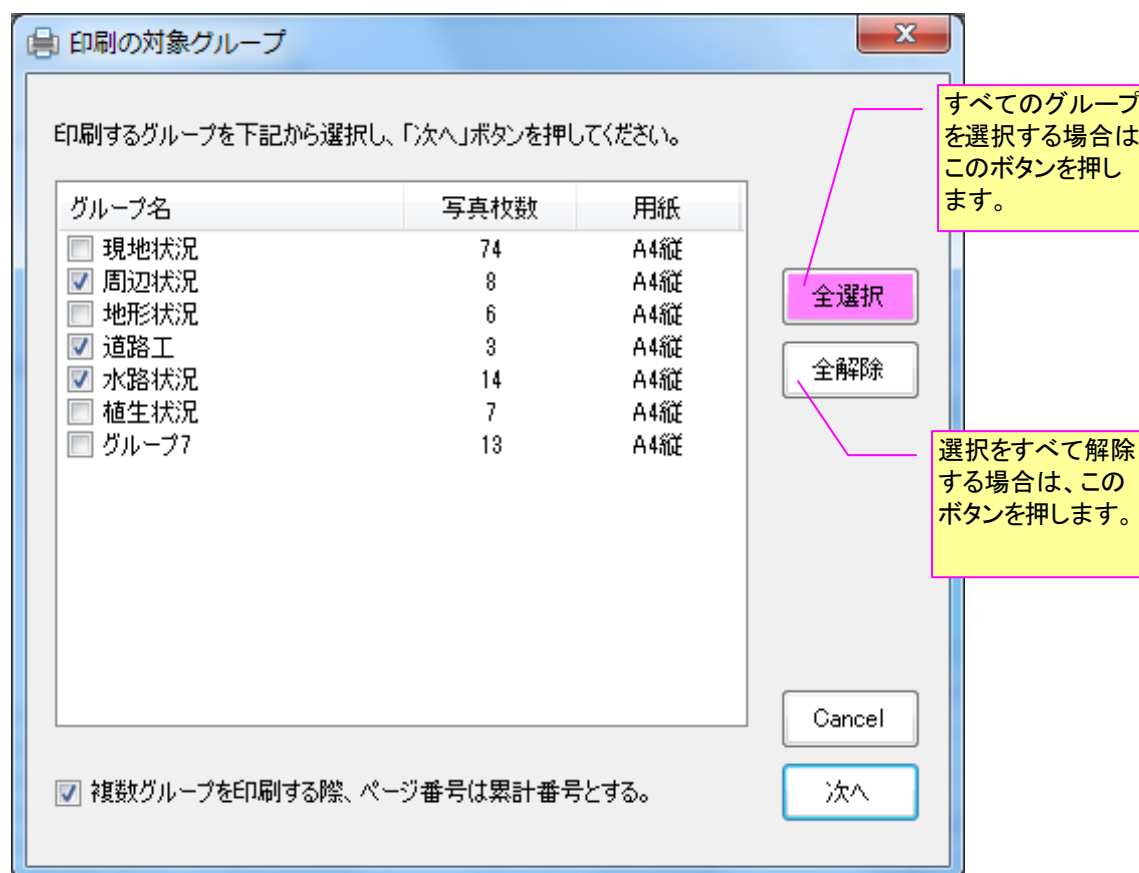 印刷の対象グループ
印刷するグループを下記から選択し、「次へ」ボタンを押してください。
グループ名 写真枚数 用紙
現地状況 74 A4縦
周辺状況 8 A4縦
地形状況 6 A4縦
道路工 3 A4縦
水路状況 14 A4縦
植生状況 7 A4縦
グループ7 13 A4縦
全選択
全解除
Cancel
複数グループを印刷する際、ページ番号は累計番号とする。
次へ
すべてのグループ
を選択する場合は
このボタンを押し
ます。
選択をすべて解除
する場合は、この
ボタンを押します。